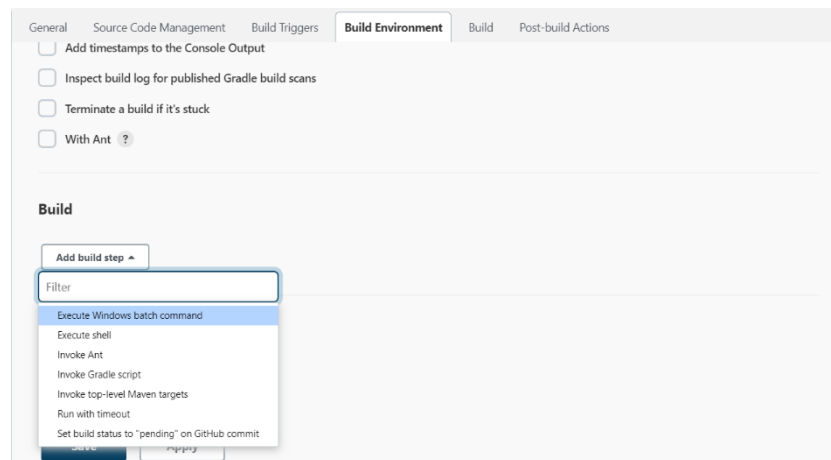 General Source Code Management Build Triggers Build Environment Build Post-build Actions
Add timestamps to the Console Output
Inspect build log for published Gradle build scans
Terminate a build if it's stuck
With Ant ?
Build
Add build step
Filter
Execute Windows batch command
Execute shell
Invoke Ant
Invoke Gradle script
Invoke top-level Maven targets
Run with timeout
Set build status to "pending" on GitHub commit
Save Apply